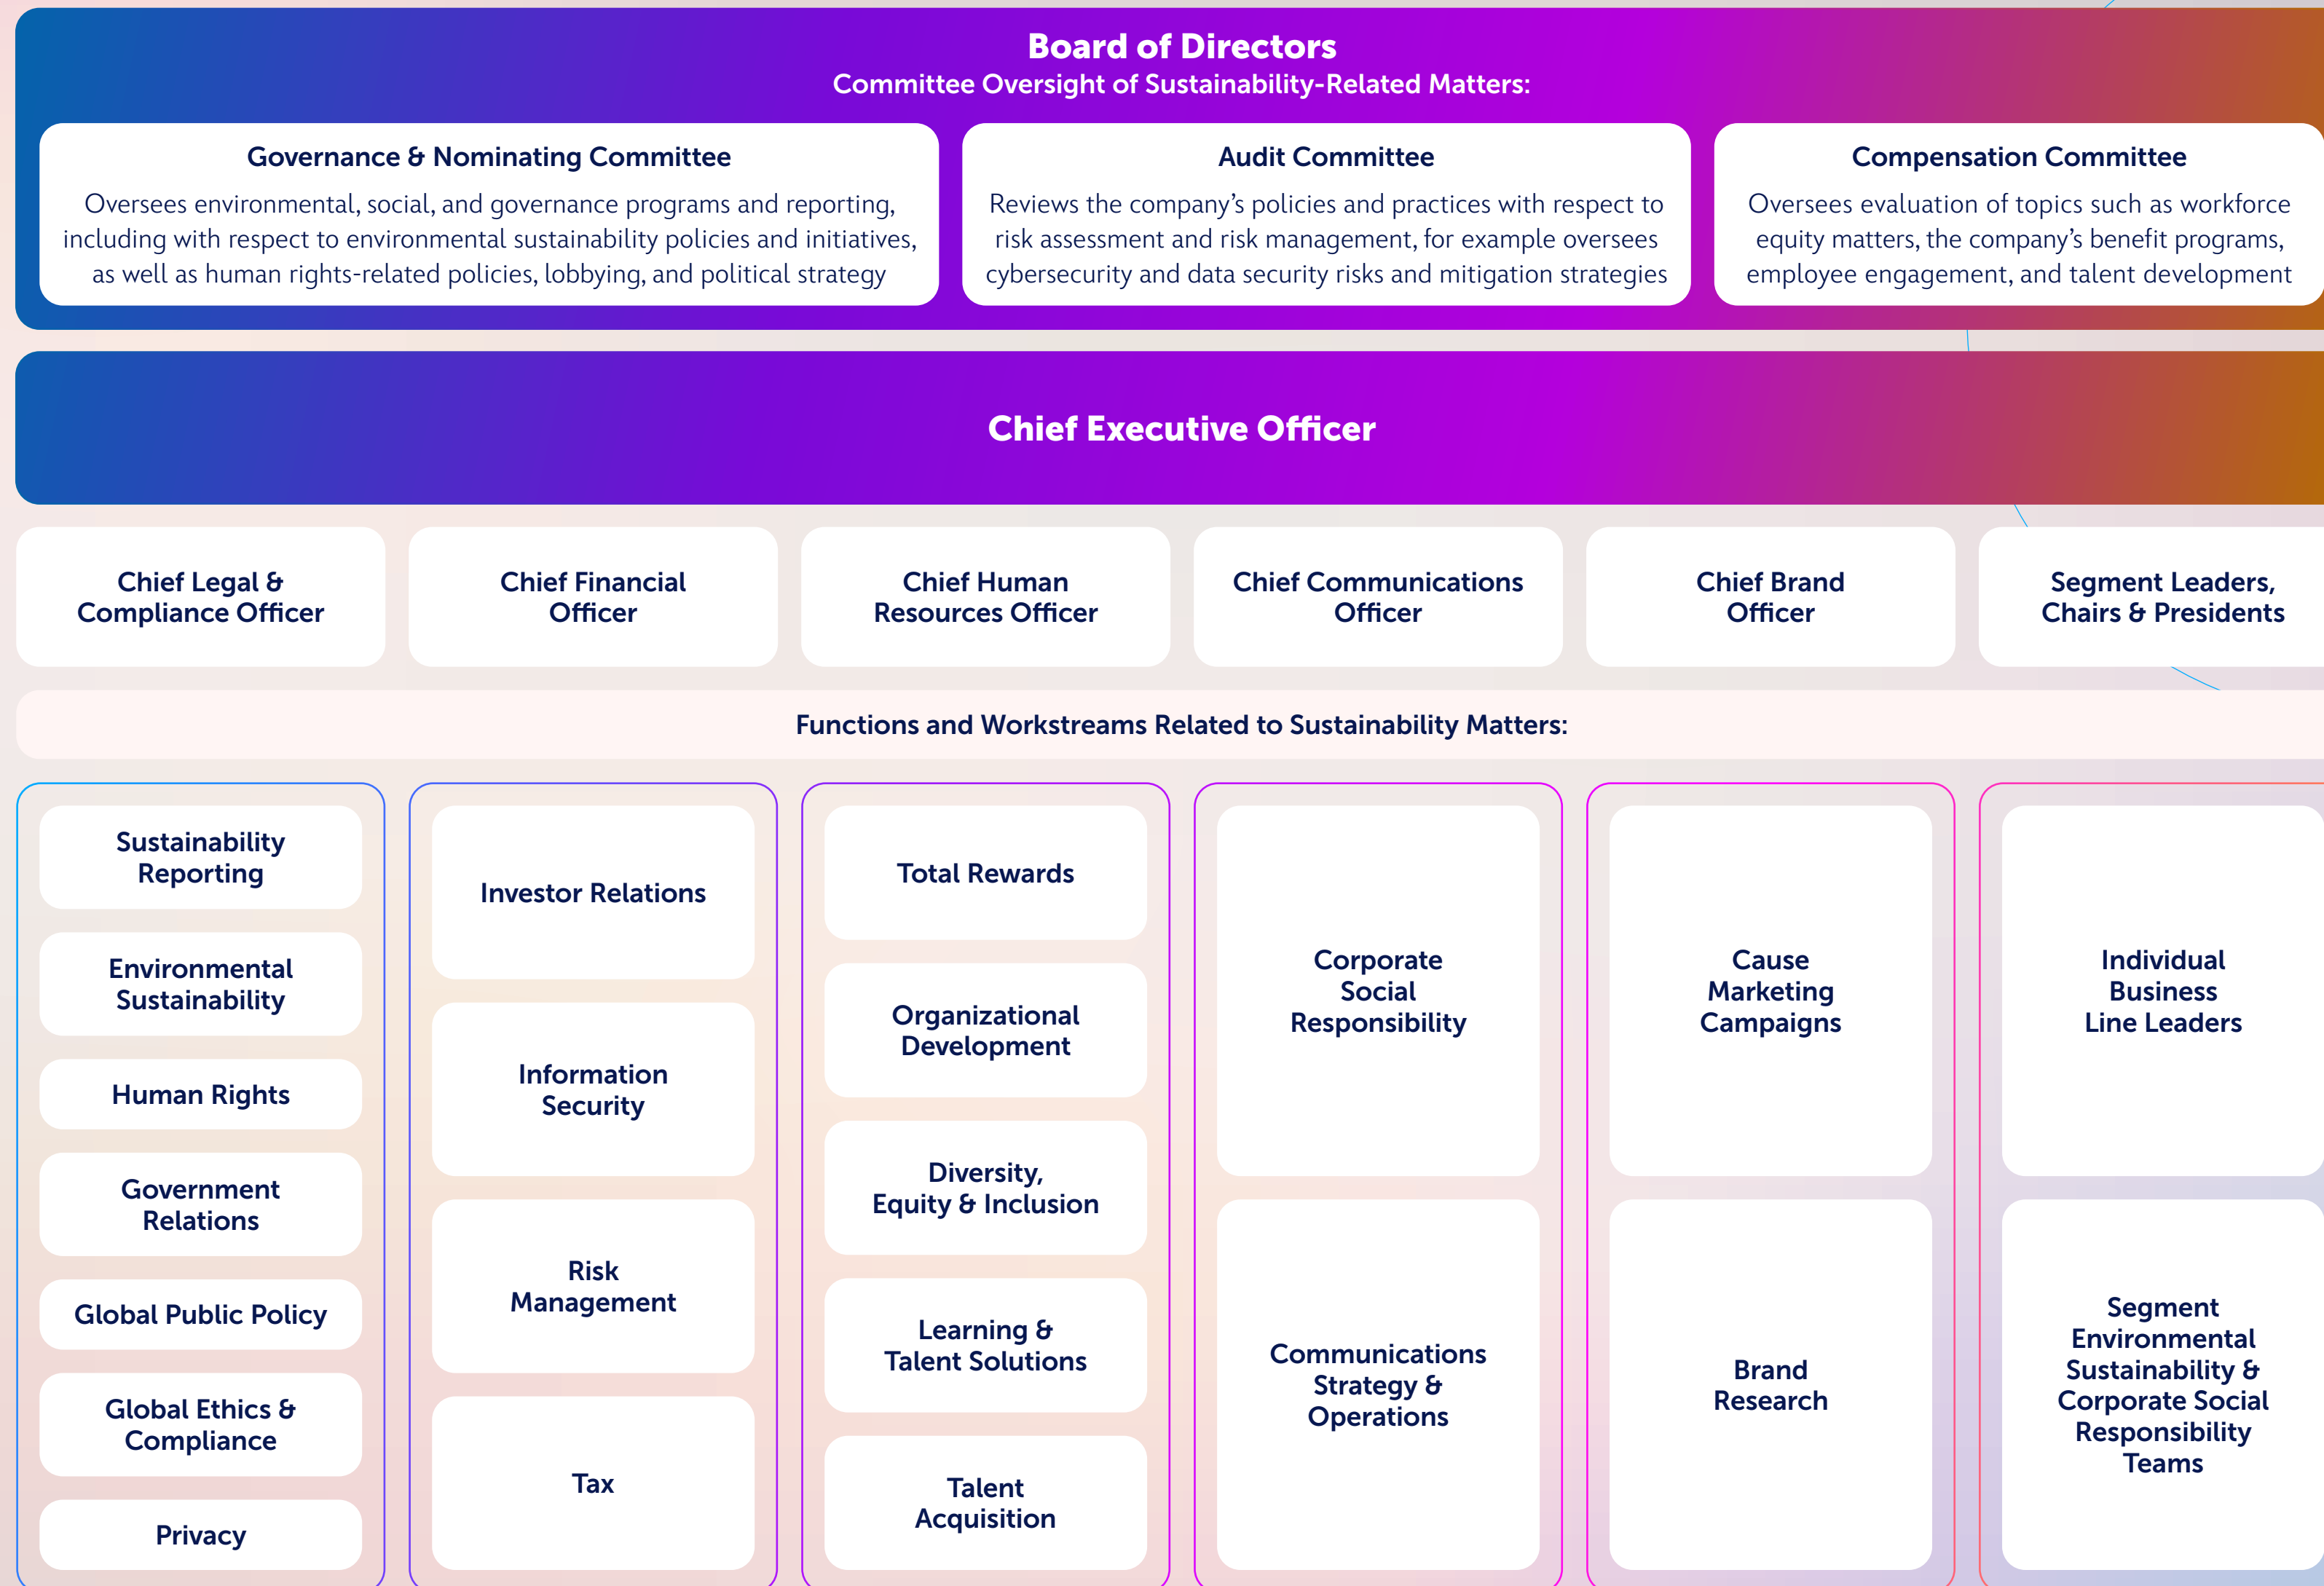 Board of Directors
Committee Oversight of Sustainability-Related Matters:
Governance & Nominating Committee
Oversees environmental, social, and governance programs and reporting,
including with respect to environmental sustainability policies and initiatives,
as well as human rights-related policies, lobbying, and political strategy
Audit Committee
Reviews the company’s policies and practices with respect to
risk assessment and risk management, for example oversees
cybersecurity and data security risks and mitigation strategies
Compensation Committee
Oversees evaluation of topics such as workforce
equity matters, the company’s benefit programs,
employee engagement, and talent development
Chief Executive Officer
Chief Legal &
Compliance Officer
Chief Financial
Officer
Chief Human
Resources Officer
Chief Communications
Officer
Chief Brand
Officer
Segment Leaders,
Chairs & Presidents
Functions and Workstreams Related to Sustainability Matters:
Sustainability
Reporting
Environmental
Sustainability
Human Rights
Government
Relations
Global Public Policy
Global Ethics &
Compliance
Privacy
Investor Relations
Information
Security
Risk
Management
Tax
Total Rewards
Organizational
Development
Diversity,
Equity & Inclusion
Learning &
Talent Solutions
Talent
Acquisition
Corporate
Social
Responsibility
Communications
Strategy &
Operations
Cause
Marketing
Campaigns
Brand
Research
Individual
Business
Line Leaders
Segment
Environmental
Sustainability &
Corporate Social
Responsibility
Teams